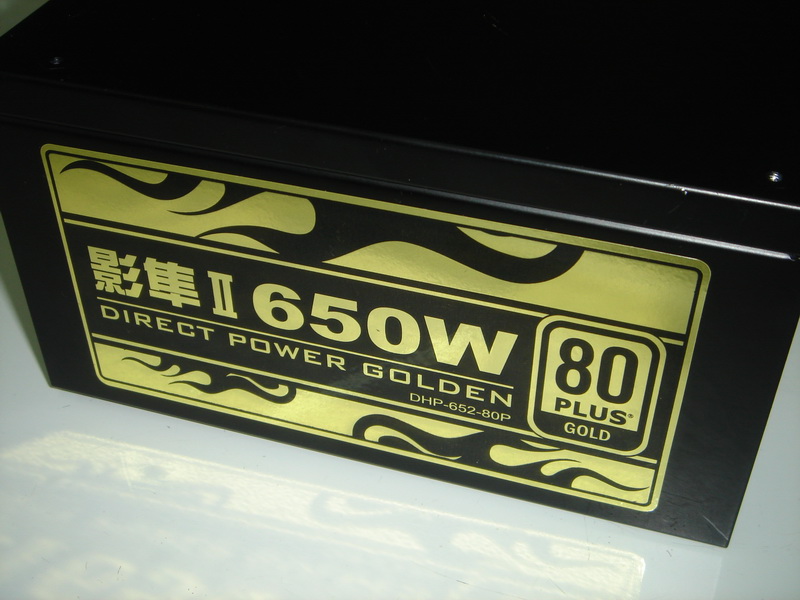 影隼II 650W
DIRECT POWER GOLDEN
DHP-652-80P
80
PLUS®
GOLD